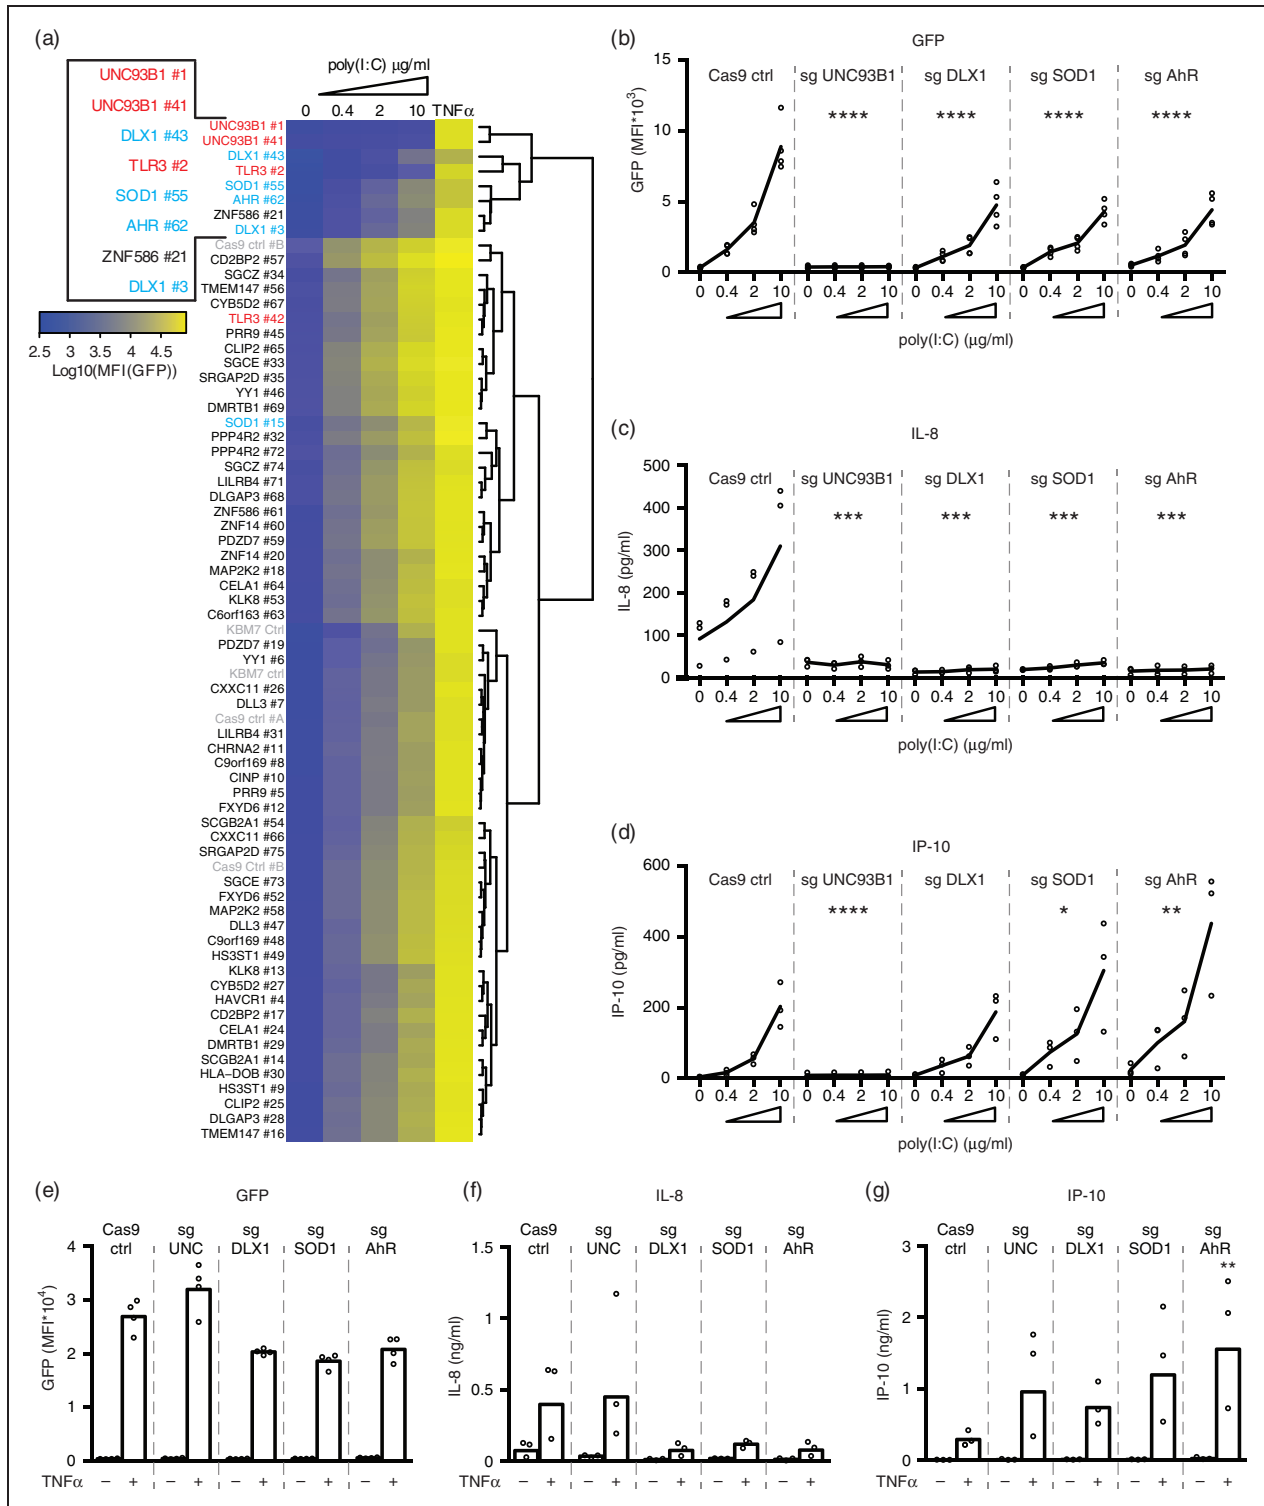 (a)
UNC93B1 #1
UNC93B1 #41
DLX1 #43
TLR3 #2
SOD1 #55
AHR #62
ZNF586 #21
DLX1 #3
2.5 3 3.5 4 4.5
Log10(MFI(GFP))
poly(I:C) μg/ml
0 0.4 2 10 TNFα
UNC93B1 #1
UNC93B1 #41
DLX1 #43
TLR3 #2
SOD1 #55
AHR #62
ZNF586 #21
DLX1 #3
Cas9 ctrl #B
CD2BP2 #57
SGCZ #34
TMEM147 #56
CYB5D2 #67
TLR3 #42
PRR9 #45
CLIP2 #65
SGCE #33
SRGAP2D #35
YY1 #46
DMRTB1 #69
SOD1 #15
PPP4R2 #32
PPP4R2 #72
SGCZ #74
LILRB4 #71
DLGAP3 #68
ZNF586 #61
ZNF14 #60
PDZD7 #59
ZNF14 #20
MAP2K2 #18
CELA1 #64
KLK8 #53
C6orf163 #63
KBM7 Ctrl
PDZD7 #19
YY1 #6
KBM7 ctrl
CXXC11 #26
DLL3 #7
Cas9 ctrl #A
LILRB4 #31
CHRNA2 #11
C9orf169 #8
CINP #10
PRR9 #5
FXYD6 #12
SCGB2A1 #54
CXXC11 #66
SRGAP2D #75
Cas9 Ctrl #B
SGCE #73
FXYD6 #52
MAP2K2 #58
DLL3 #47
C9orf169 #48
HS3ST1 #49
KLK8 #13
CYB5D2 #27
HAVCR1 #4
CD2BP2 #17
CELA1 #24
DMRTB1 #29
SCGB2A1 #14
HLA−DOB #30
HS3ST1 #9
CLIP2 #25
DLGAP3 #28
TMEM147 #16
(b)
GFP
Cas9 ctrl sg UNC93B1 sg DLX1 sg SOD1 sg AhR
**** **** **** ****
GFP (MFI*10³)
15
10
5
0
0 0.4 2 10 0 0.4 2 10 0 0.4 2 10 0 0.4 2 10 0 0.4 2 10
poly(I:C) (μg/ml)
(c)
IL-8
Cas9 ctrl sg UNC93B1 sg DLX1 sg SOD1 sg AhR
*** *** *** ***
IL-8 (pg/ml)
500
400
300
200
100
0
0 0.4 2 10 0 0.4 2 10 0 0.4 2 10 0 0.4 2 10 0 0.4 2 10
poly(I:C) (μg/ml)
(d)
IP-10
Cas9 ctrl sg UNC93B1 sg DLX1 sg SOD1 sg AhR
**** * **
IP-10 (pg/ml)
600
400
200
0
0 0.4 2 10 0 0.4 2 10 0 0.4 2 10 0 0.4 2 10 0 0.4 2 10
poly(I:C) (μg/ml)
(e)
GFP
Cas9 sg sg sg sg
ctrl UNC DLX1 SOD1 AhR
GFP (MFI*10⁴)
4
3
2
1
0
TNFα − + − + − + − + − +
(f)
IL-8
Cas9 sg sg sg sg
ctrl UNC DLX1 SOD1 AhR
IL-8 (ng/ml)
1.5
1
0.5
0
TNFα − + − + − + − + − +
(g)
IP-10
Cas9 sg sg sg sg
ctrl UNC DLX1 SOD1 AhR
**
IP-10 (ng/ml)
3
2
1
0
TNFα − + − + − + − + − +